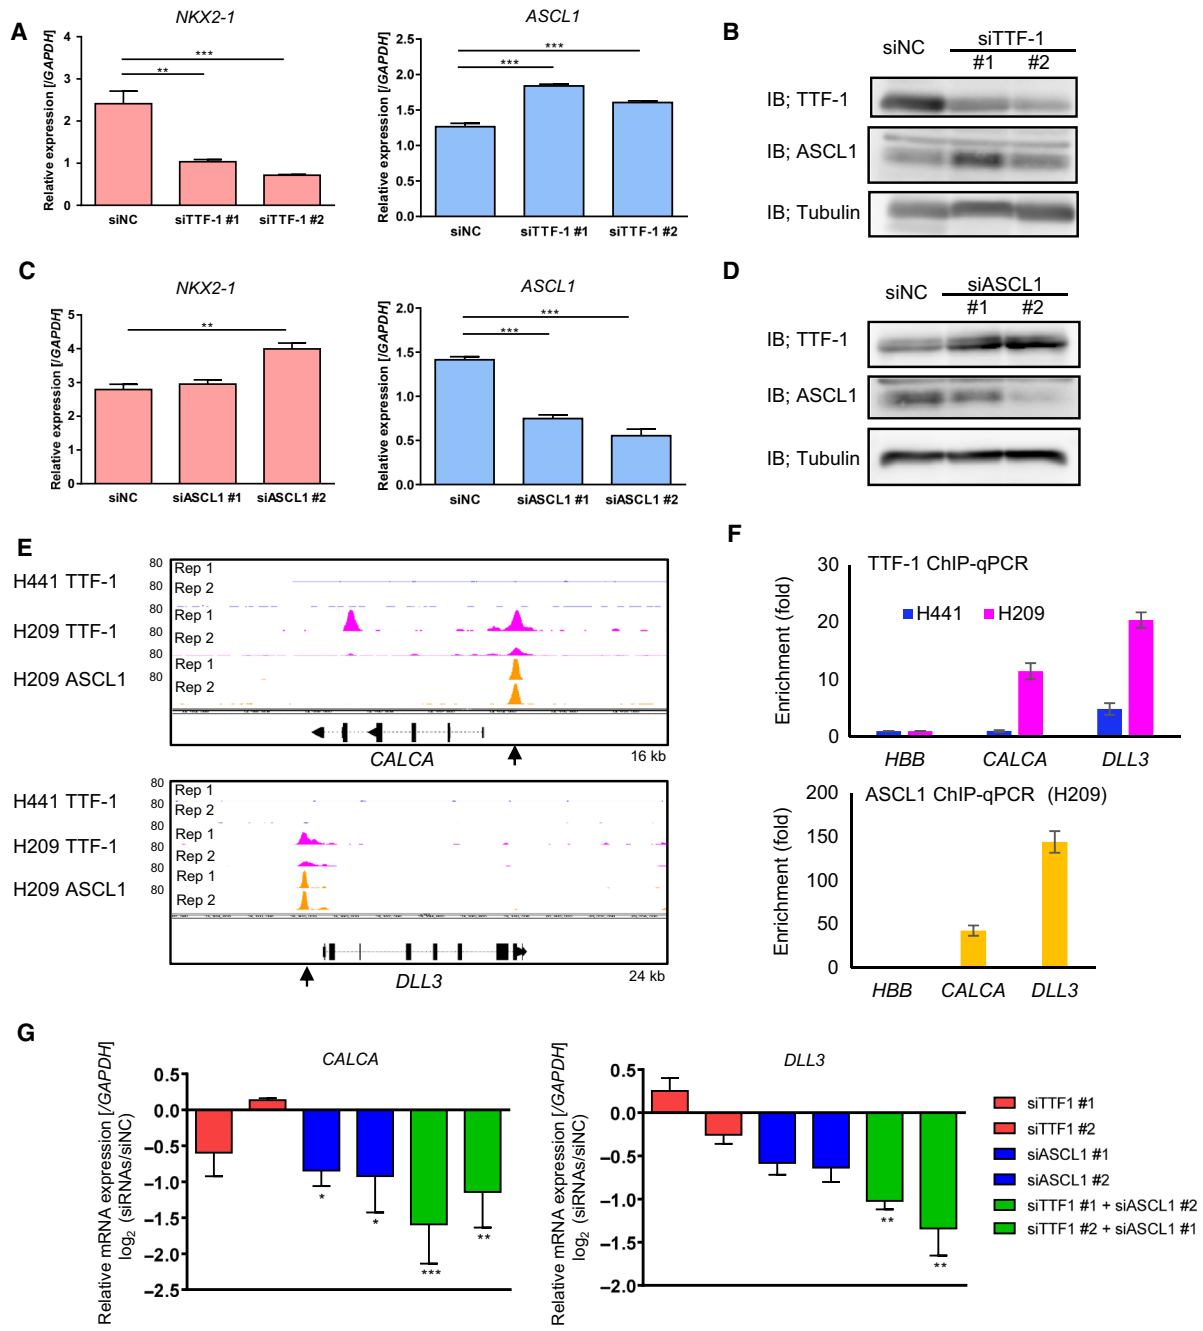 A
NKX2-1
Relative expression [/GAPDH]
4
3
2
1
0
***
**
siNC
siTTF-1 #1
siTTF-1 #2
ASCL1
Relative expression [/GAPDH]
2.5
2.0
1.5
1.0
0.5
0.0
***
***
siNC
siTTF-1 #1
siTTF-1 #2
B
siNC
siTTF-1
#1
#2
IB; TTF-1
IB; ASCL1
IB; Tubulin
C
NKX2-1
Relative expression [/GAPDH]
5
4
3
2
1
0
**
siNC
siASCL1 #1
siASCL1 #2
ASCL1
Relative expression [/GAPDH]
2.0
1.5
1.0
0.5
0.0
***
***
siNC
siASCL1 #1
siASCL1 #2
D
siNC
siASCL1
#1
#2
IB; TTF-1
IB; ASCL1
IB; Tubulin
E
H441 TTF-1
80
Rep 1
80
Rep 2
H209 TTF-1
80
Rep 1
80
Rep 2
H209 ASCL1
80
Rep 1
80
Rep 2
CALCA
16 kb
H441 TTF-1
80
Rep 1
80
Rep 2
H209 TTF-1
80
Rep 1
80
Rep 2
H209 ASCL1
80
Rep 1
80
Rep 2
DLL3
24 kb
F
TTF-1 ChIP-qPCR
Enrichment (fold)
30
20
10
0
H441
H209
HBB
CALCA
DLL3
ASCL1 ChIP-qPCR (H209)
Enrichment (fold)
200
150
100
50
0
HBB
CALCA
DLL3
G
CALCA
Relative mRNA expression [/GAPDH]
log2 (siRNAs/siNC)
0.5
0.0
−0.5
−1.0
−1.5
−2.0
−2.5
*
*
***
**
DLL3
Relative mRNA expression [/GAPDH]
log2 (siRNAs/siNC)
0.5
0.0
−0.5
−1.0
−1.5
−2.0
**
**
siTTF1 #1
siTTF1 #2
siASCL1 #1
siASCL1 #2
siTTF1 #1 + siASCL1 #2
siTTF1 #2 + siASCL1 #1